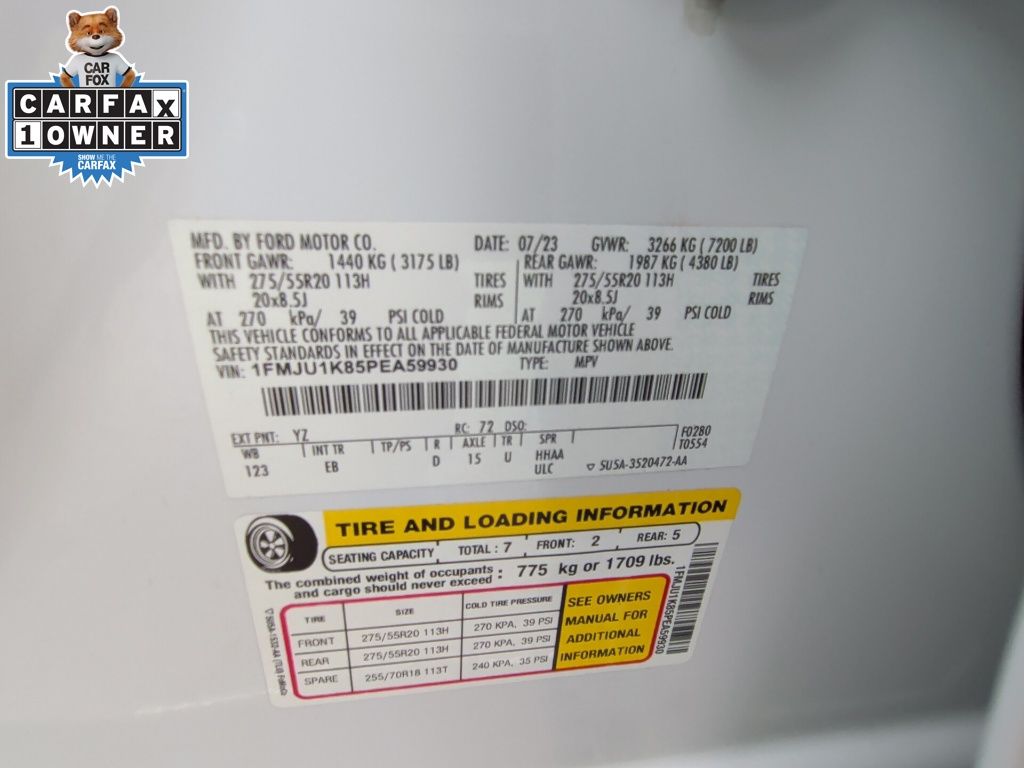 CAR
FOX
CARFAX
1 OWNER
SHOW ME THE
CARFAX
MFD. BY FORD MOTOR CO. DATE: 07/23 GVWR: 3266 KG ( 7200 LB)
FRONT GAWR: 1440 KG ( 3175 LB) REAR GAWR: 1987 KG ( 4380 LB)
WITH 275/55R20 113H TIRES WITH 275/55R20 113H TIRES
20x8.5J RIMS 20x8.5J RIMS
AT 270 kPa/ 39 PSI COLD AT 270 kPa/ 39 PSI COLD
THIS VEHICLE CONFORMS TO ALL APPLICABLE FEDERAL MOTOR VEHICLE
SAFETY STANDARDS IN EFFECT ON THE DATE OF MANUFACTURE SHOWN ABOVE.
VIN: 1FMJU1K85PEA59930 TYPE: MPV
EXT PNT: YZ RC: 72 DSO: F0280
WB INT TR TP/PS R AXLE TR SPR T0554
123 EB D 15 U HHAA
ULC SU5A-3520472-AA
TIRE AND LOADING INFORMATION
SEATING CAPACITY TOTAL : 7 FRONT: 2 REAR: 5
The combined weight of occupants and cargo should never exceed : 775 kg or 1709 lbs.
TIRE SIZE COLD TIRE PRESSURE
FRONT 275/55R20 113H 270 KPA, 39 PSI
REAR 275/55R20 113H 270 KPA, 39 PSI
SPARE 255/70R18 113T 240 KPA, 35 PSI
SEE OWNERS
MANUAL FOR
ADDITIONAL
INFORMATION
1FMJU1K85PEA59930